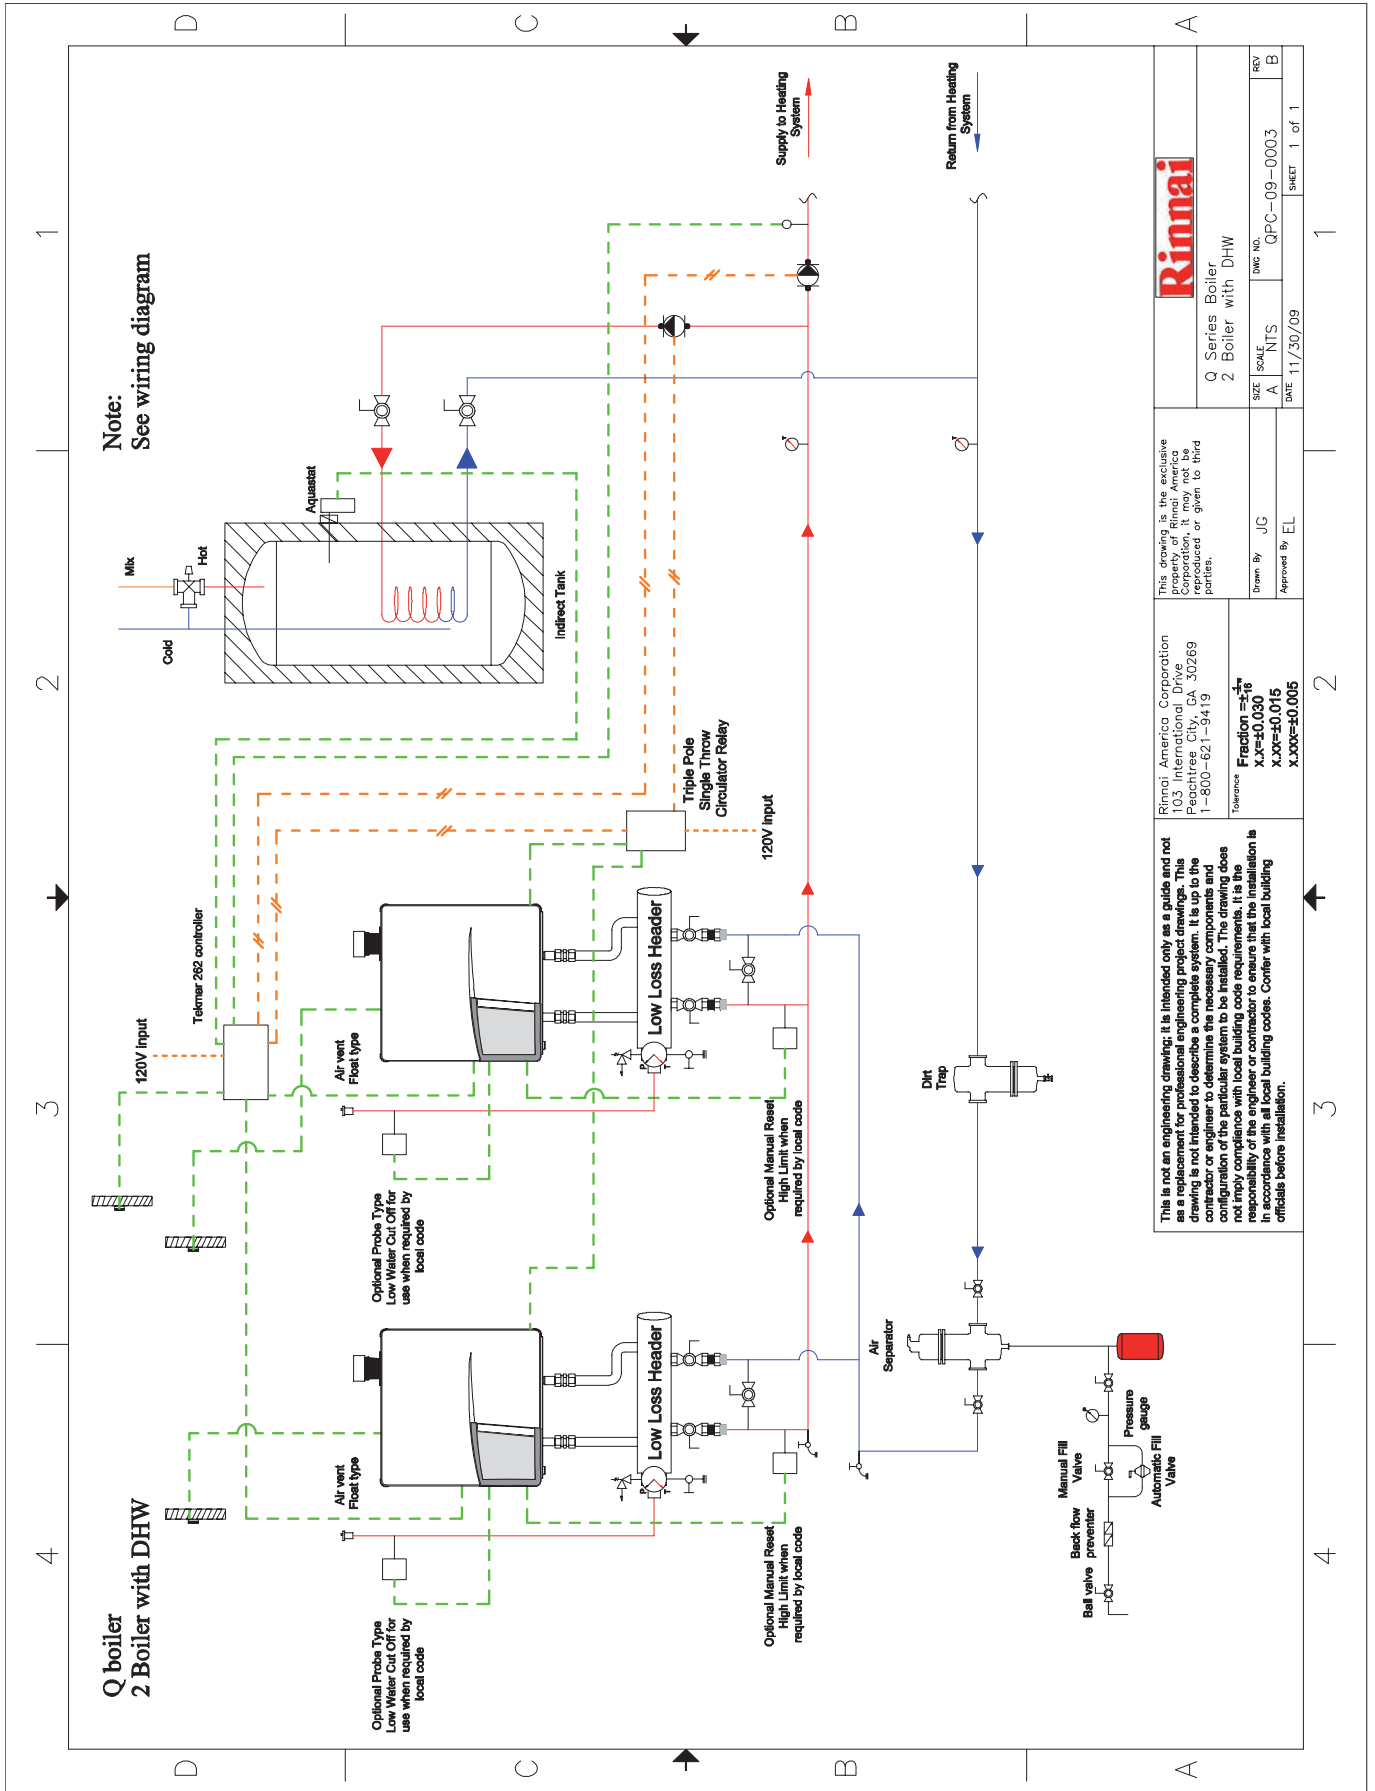 Q boiler
2 Boiler with DHW
Note:
See wiring diagram
4
3
2
1
D
C
B
A
D
C
B
A
4
3
2
1
120V input
Tekmar 262 controller
Mix
Hot
Cold
Aquastat
Indirect Tank
Air vent
Float type
Air vent
Float type
Optional Probe Type
Low Water Cut Off for
use when required by
local code
Optional Probe Type
Low Water Cut Off for
use when required by
local code
Low Loss Header
P
T
Low Loss Header
P
T
Triple Pole
Single Throw
Circulator Relay
120V input
Optional Manual Reset
High Limit when
required by local code
Optional Manual Reset
High Limit when
required by local code
Supply to Heating
System
Return from Heating
System
Air
Separator
Dirt
Trap
Ball valve
Back flow
preventer
Manual Fill
Valve
Automatic Fill
Valve
Pressure
gauge
This is not an engineering drawing; it is intended only as a guide and not
as a replacement for professional engineering project drawings. This
drawing is not intended to describe a complete system. It is up to the
contractor or engineer to determine the necessary components and
configuration of the particular system to be installed. The drawing does
not imply compliance with local building code requirements. It is the
responsibility of the engineer or contractor to ensure that the installation is
in accordance with all local building codes. Confer with local building
officials before installation.
Rinnai America Corporation
103 International Drive
Peachtree City, GA 30269
1-800-621-9419
Tolerance
Fraction =±1/16"
X.X=±0.030
X.XX=±0.015
X.XXX=±0.005
This drawing is the exclusive
property of Rinnai America
Corporation, it may not be
reproduced or given to third
parties.
Drawn By JG
Approved By EL
Rinnai
Q Series Boiler
2 Boiler with DHW
SIZE A
SCALE NTS
DWG NO. QPC-09-0003
REV B
DATE 11/30/09
SHEET 1 of 1